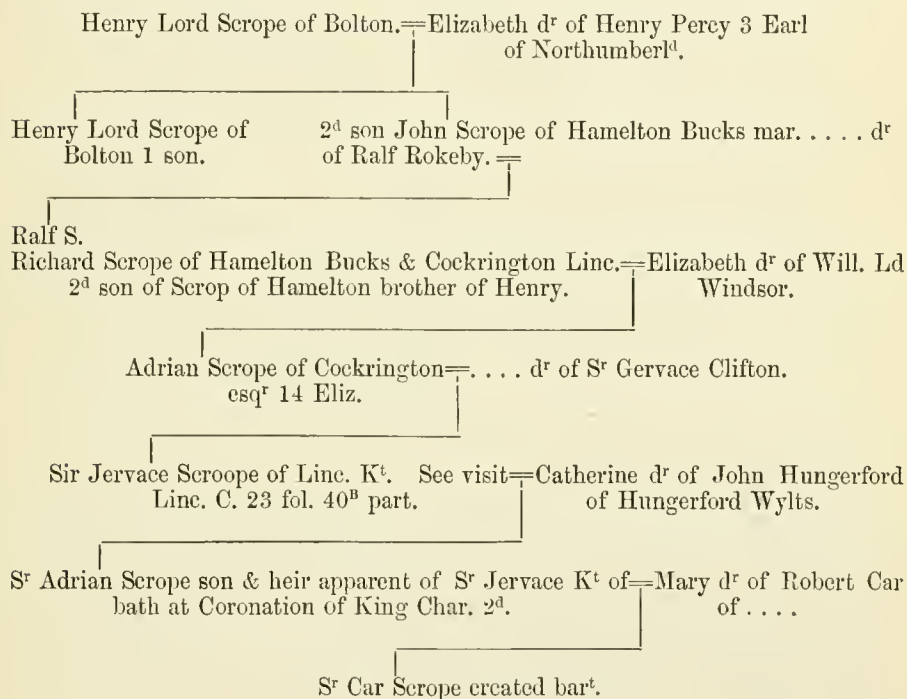 Henry Lord Scrope of Bolton.=Elizabeth dʳ of Henry Percy 3 Earl
of Northumberlᵈ.
Henry Lord Scrope of Bolton 1 son.
2ᵈ son John Scrope of Hamelton Bucks mar. . . . . dʳ
of Ralf Rokeby. =
Ralf S.
Richard Scrope of Hamelton Bucks & Cockrington Linc.=Elizabeth dʳ of Will. Ld
2ᵈ son of Scrop of Hamelton brother of Henry. Windsor.
Adrian Scrope of Cockrington=. . . . dʳ of Sʳ Gervace Clifton.
esqʳ 14 Eliz.
Sir Jervace Scroope of Linc. Kᵗ. See visit=Catherine dʳ of John Hungerford
Linc. C. 23 fol. 40ᴮ part. of Hungerford Wylts.
Sʳ Adrian Scrope son & heir apparent of Sʳ Jervace Kᵗ of=Mary dʳ of Robert Car
bath at Coronation of King Char. 2ᵈ. of . . . .
Sʳ Car Scrope created barᵗ.